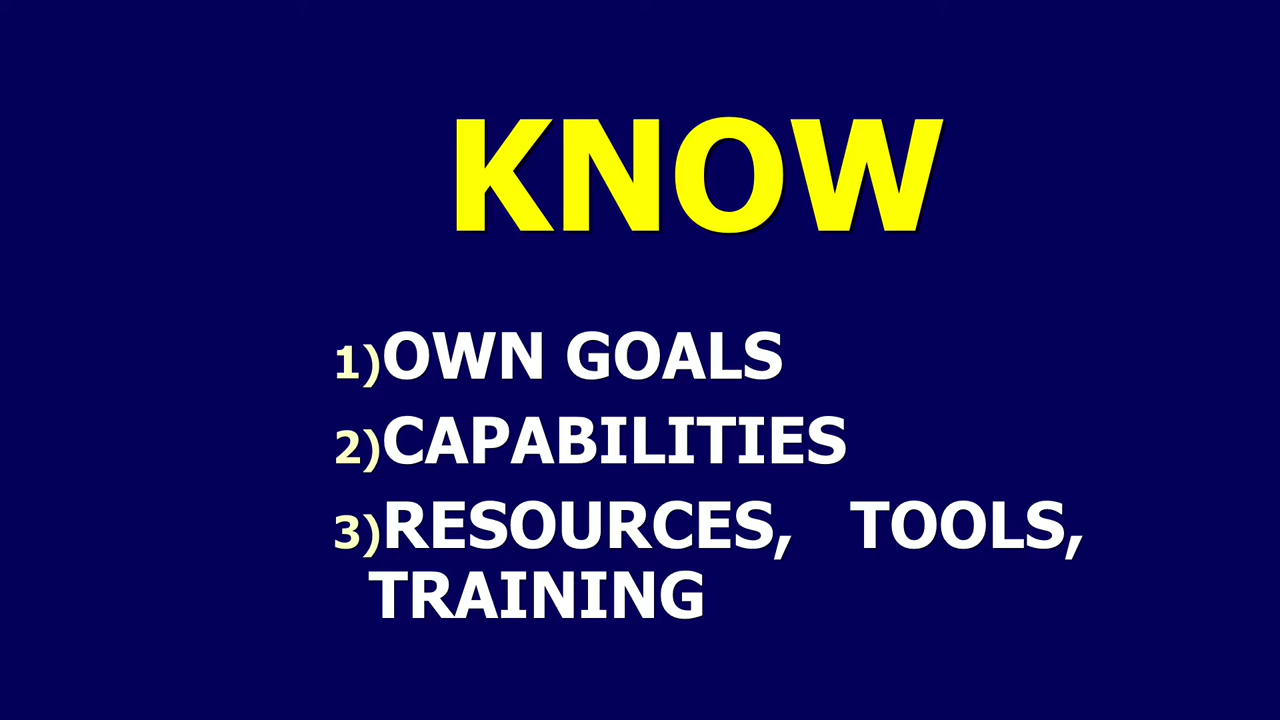 KNOW
1)OWN GOALS
2)CAPABILITIES
3)RESOURCES, TOOLS,
TRAINING